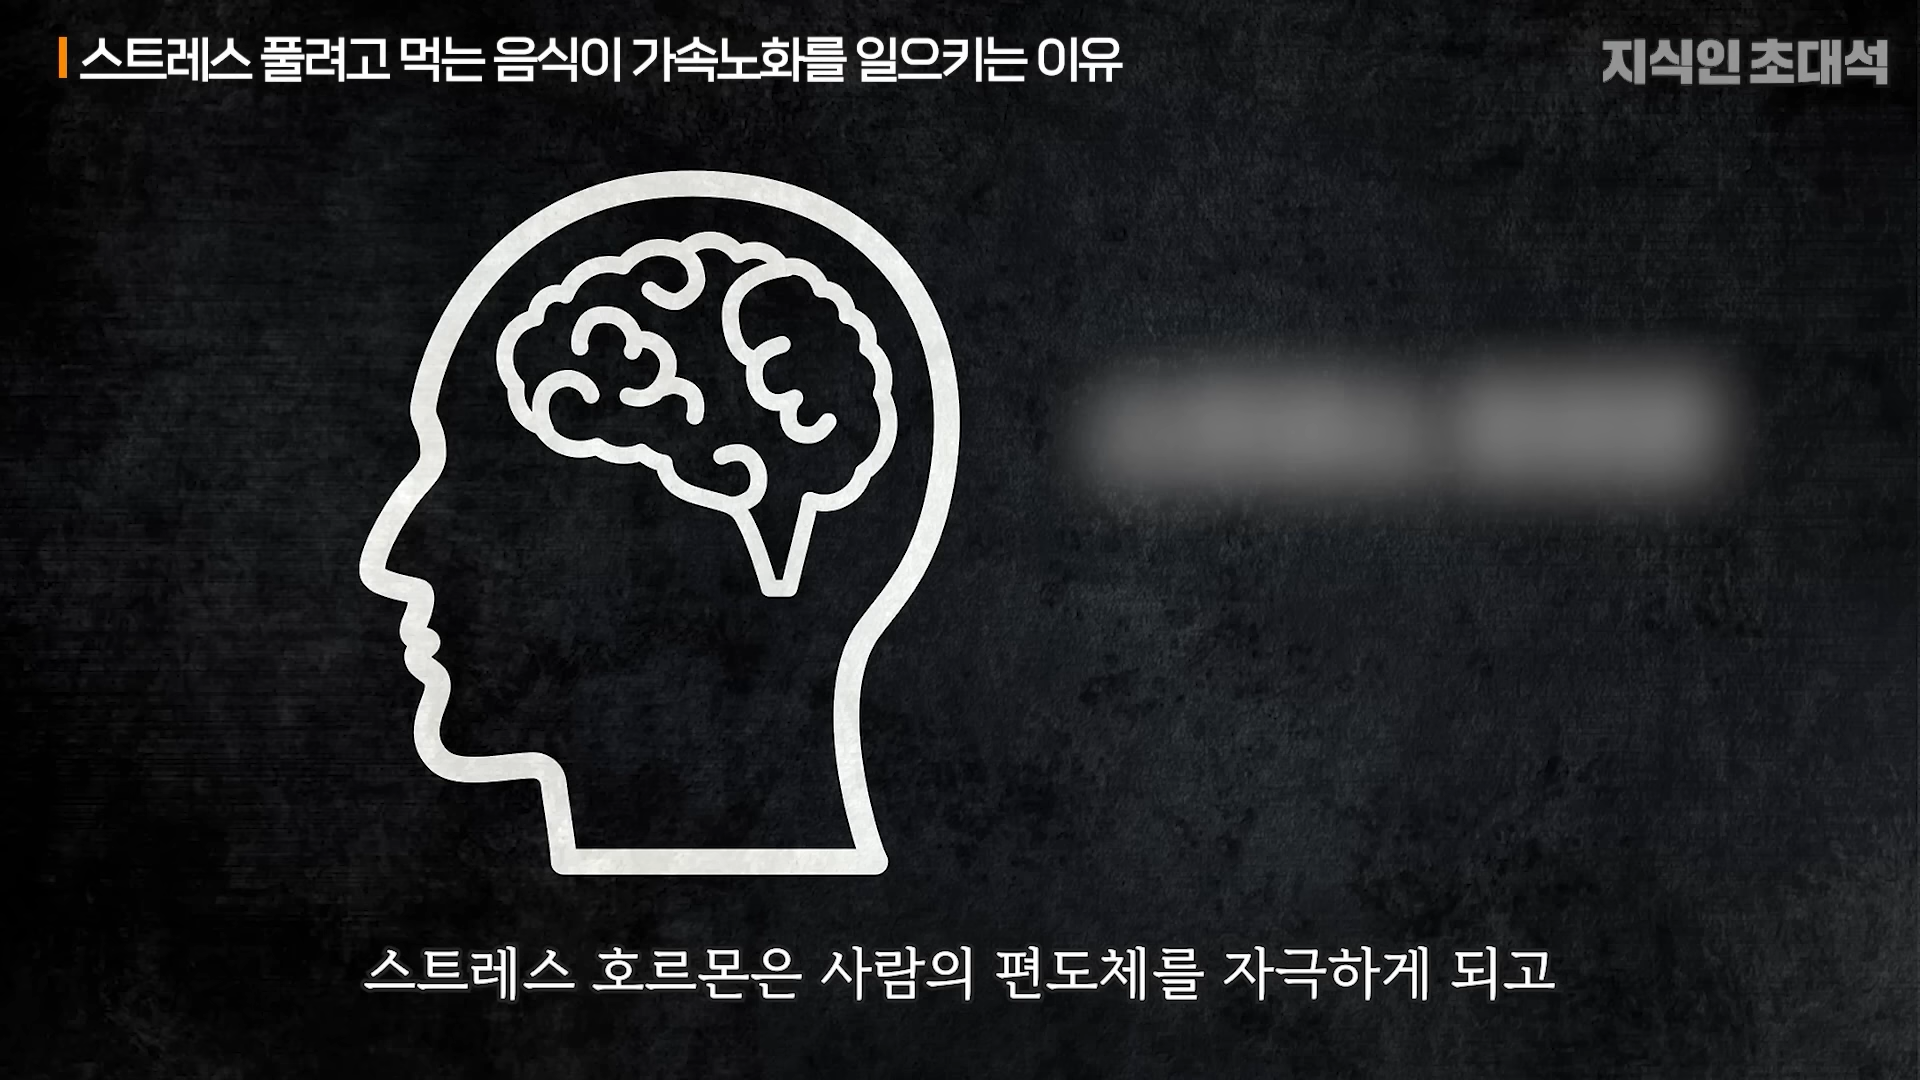 스트레스 풀려고 먹는 음식이 가속노화를 일으키는 이유
지식인 초대석
스트레스 호르몬은 사람의 편도체를 자극하게 되고